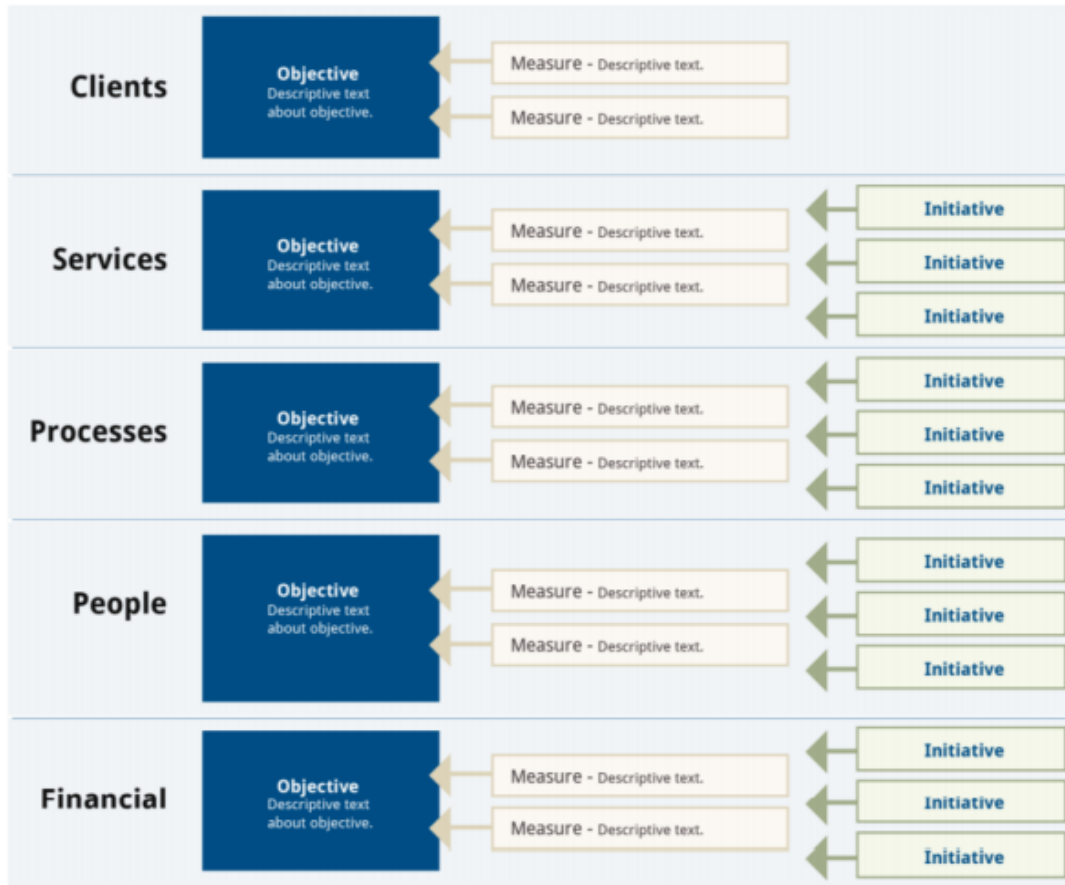 Clients
Objective
Descriptive text
about objective.
Measure - Descriptive text.
Measure - Descriptive text.
Services
Objective
Descriptive text
about objective.
Measure - Descriptive text.
Measure - Descriptive text.
Initiative
Initiative
Initiative
Processes
Objective
Descriptive text
about objective.
Measure - Descriptive text.
Measure - Descriptive text.
Initiative
Initiative
Initiative
People
Objective
Descriptive text
about objective.
Measure - Descriptive text.
Measure - Descriptive text.
Initiative
Initiative
Initiative
Financial
Objective
Descriptive text
about objective.
Measure - Descriptive text.
Measure - Descriptive text.
Initiative
Initiative
Initiative